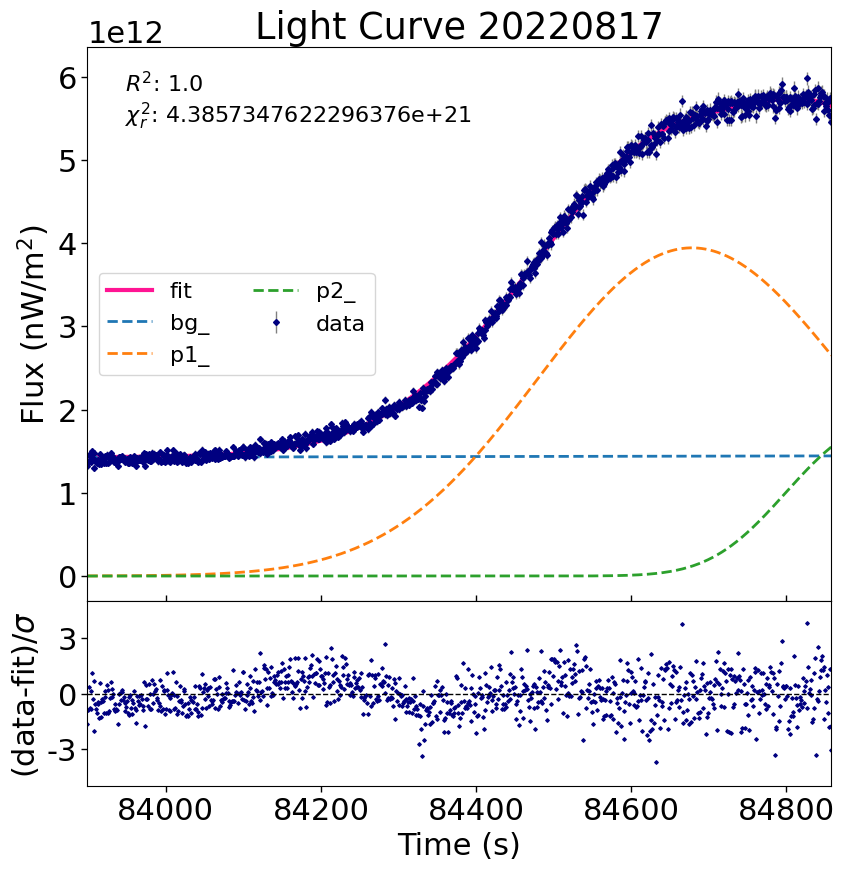 Light Curve 20220817
1e12
R²: 1.0
χ²ᵣ: 4.3857347622296376e+21
6
5
4
3
2
1
0
Flux (nW/m²)
fit
bg_
p1_
p2_
data
3
0
-3
(data-fit)/σ
84000 84200 84400 84600 84800
Time (s)